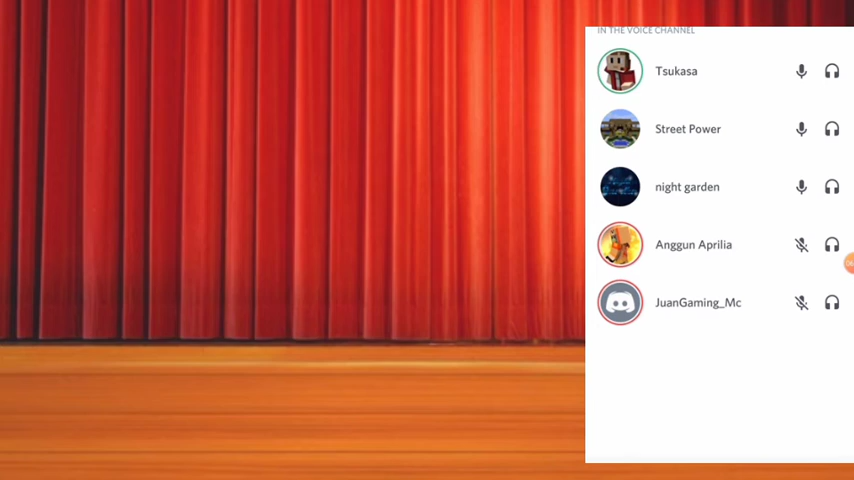 IN THE VOICE CHANNEL
Tsukasa
Street Power
night garden
Anggun Aprilia
JuanGaming_Mc